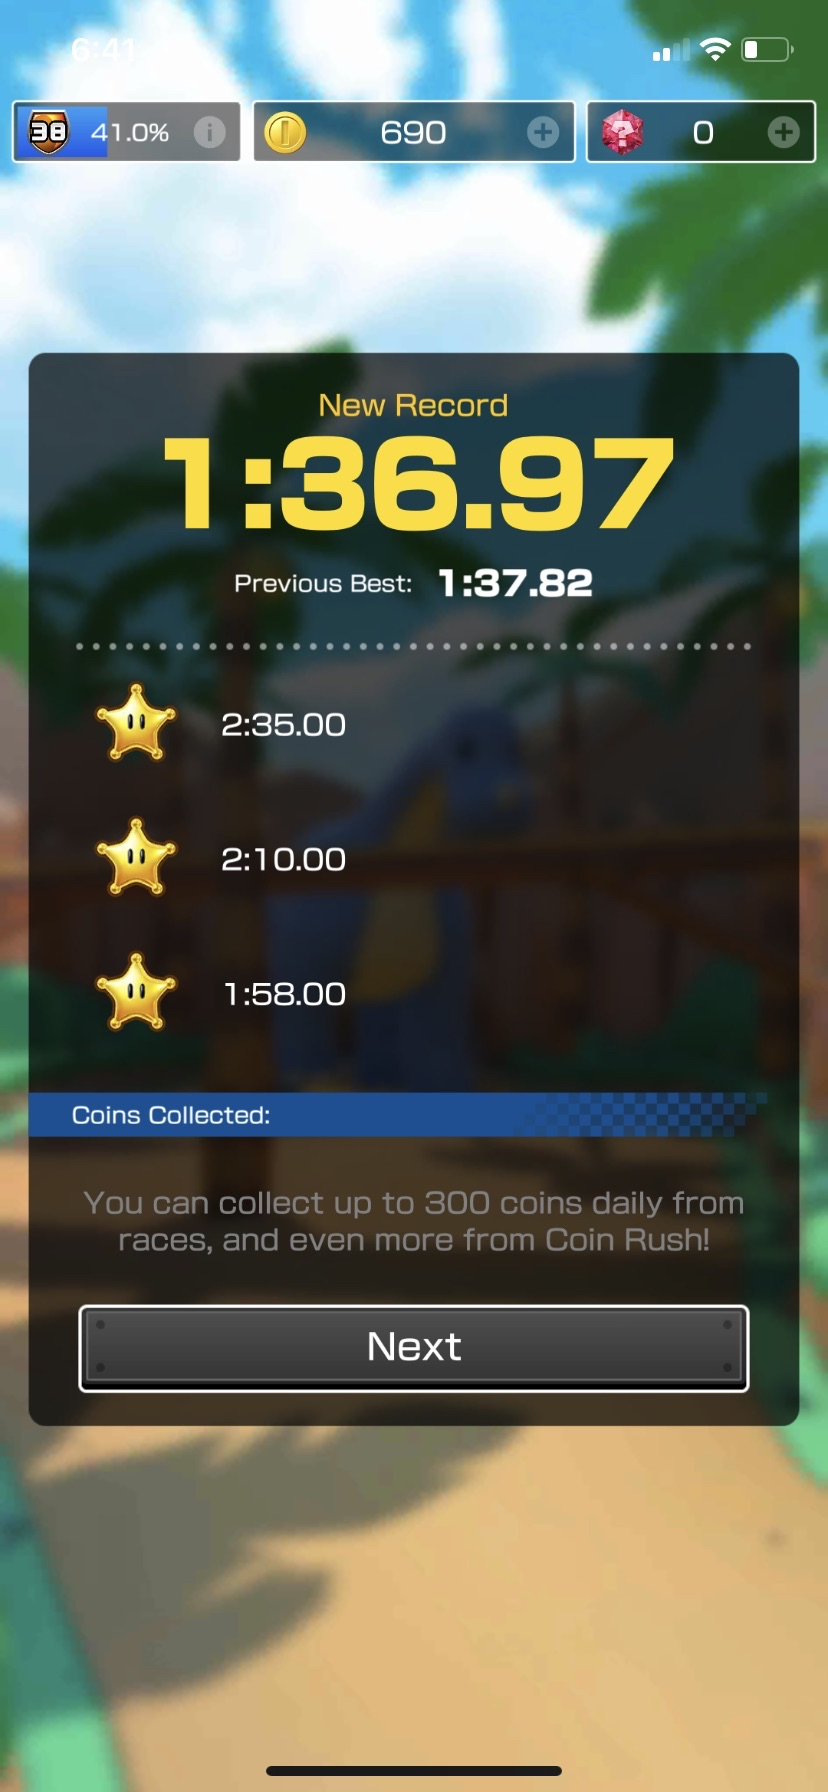 6:41
38 41.0% i 690 + ? 0 +
New Record
1:36.97
Previous Best: 1:37.82
2:35.00
2:10.00
1:58.00
Coins Collected:
You can collect up to 300 coins daily from
races, and even more from Coin Rush!
Next